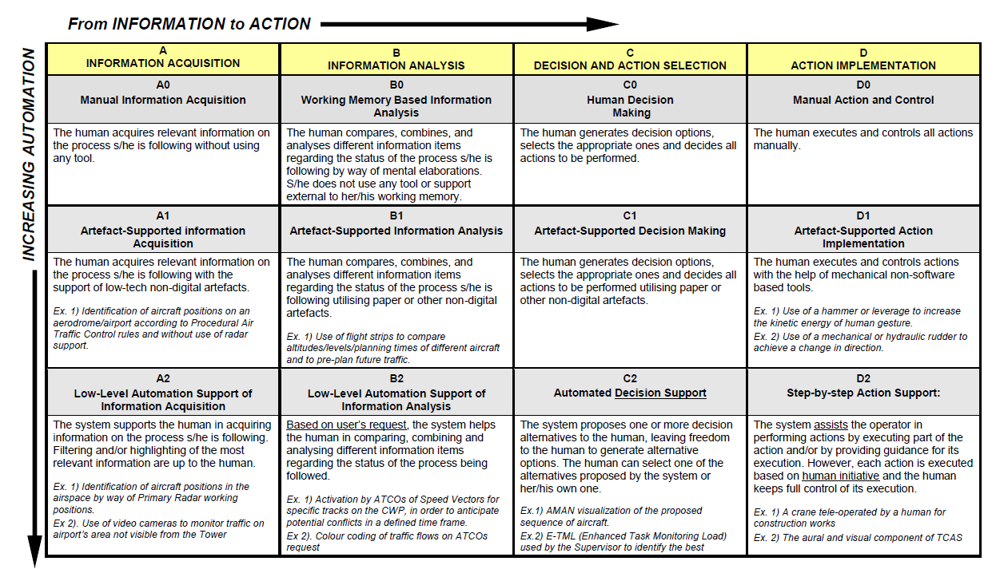 From INFORMATION to ACTION
INCREASING AUTOMATION
A
INFORMATION ACQUISITION
B
INFORMATION ANALYSIS
C
DECISION AND ACTION SELECTION
D
ACTION IMPLEMENTATION
A0
Manual Information Acquisition
B0
Working Memory Based Information
Analysis
C0
Human Decision
Making
D0
Manual Action and Control
The human acquires relevant information on
the process s/he is following without using
any tool.
The human compares, combines, and
analyses different information items
regarding the status of the process s/he is
following by way of mental elaborations.
S/he does not use any tool or support
external to her/his working memory.
The human generates decision options,
selects the appropriate ones and decides all
actions to be performed.
The human executes and controls all actions
manually.
A1
Artefact-Supported information
Acquisition
B1
Artefact-Supported Information Analysis
C1
Artefact-Supported Decision Making
D1
Artefact-Supported Action
Implementation
The human acquires relevant information on
the process s/he is following with the
support of low-tech non-digital artefacts.
Ex. 1) Identification of aircraft positions on an
aerodrome/airport according to Procedural Air
Traffic Control rules and without use of radar
support.
The human compares, combines, and
analyses different information items
regarding the status of the process s/he is
following utilising paper or other non-digital
artefacts.
Ex. 1) Use of flight strips to compare
altitudes/levels/planning times of different aircraft
and to pre-plan future traffic.
The human generates decision options,
selects the appropriate ones and decides all
actions to be performed utilising paper or
other non-digital artefacts.
The human executes and controls actions
with the help of mechanical non-software
based tools.
Ex. 1) Use of a hammer or leverage to increase
the kinetic energy of human gesture.
Ex. 2) Use of a mechanical or hydraulic rudder to
achieve a change in direction.
A2
Low-Level Automation Support of
Information Acquisition
B2
Low-Level Automation Support of
Information Analysis
C2
Automated Decision Support
D2
Step-by-step Action Support:
The system supports the human in acquiring
information on the process s/he is following.
Filtering and/or highlighting of the most
relevant information are up to the human.
Ex. 1) Identification of aircraft positions in the
airspace by way of Primary Radar working
positions.
Ex 2). Use of video cameras to monitor traffic on
airport's area not visible from the Tower
Based on user's request, the system helps
the human in comparing, combining and
analysing different information items
regarding the status of the process being
followed.
Ex. 1) Activation by ATCOs of Speed Vectors for
specific tracks on the CWP, in order to anticipate
potential conflicts in a defined time frame.
Ex 2). Colour coding of traffic flows on ATCOs
request
The system proposes one or more decision
alternatives to the human, leaving freedom
to the human to generate alternative
options. The human can select one of the
alternatives proposed by the system or
her/his own one.
Ex.1) AMAN visualization of the proposed
sequence of aircraft.
Ex.2) E-TML (Enhanced Task Monitoring Load)
used by the Supervisor to identify the best
The system assists the operator in
performing actions by executing part of the
action and/or by providing guidance for its
execution. However, each action is executed
based on human initiative and the human
keeps full control of its execution.
Ex. 1) A crane tele-operated by a human for
construction works
Ex. 2) The aural and visual component of TCAS